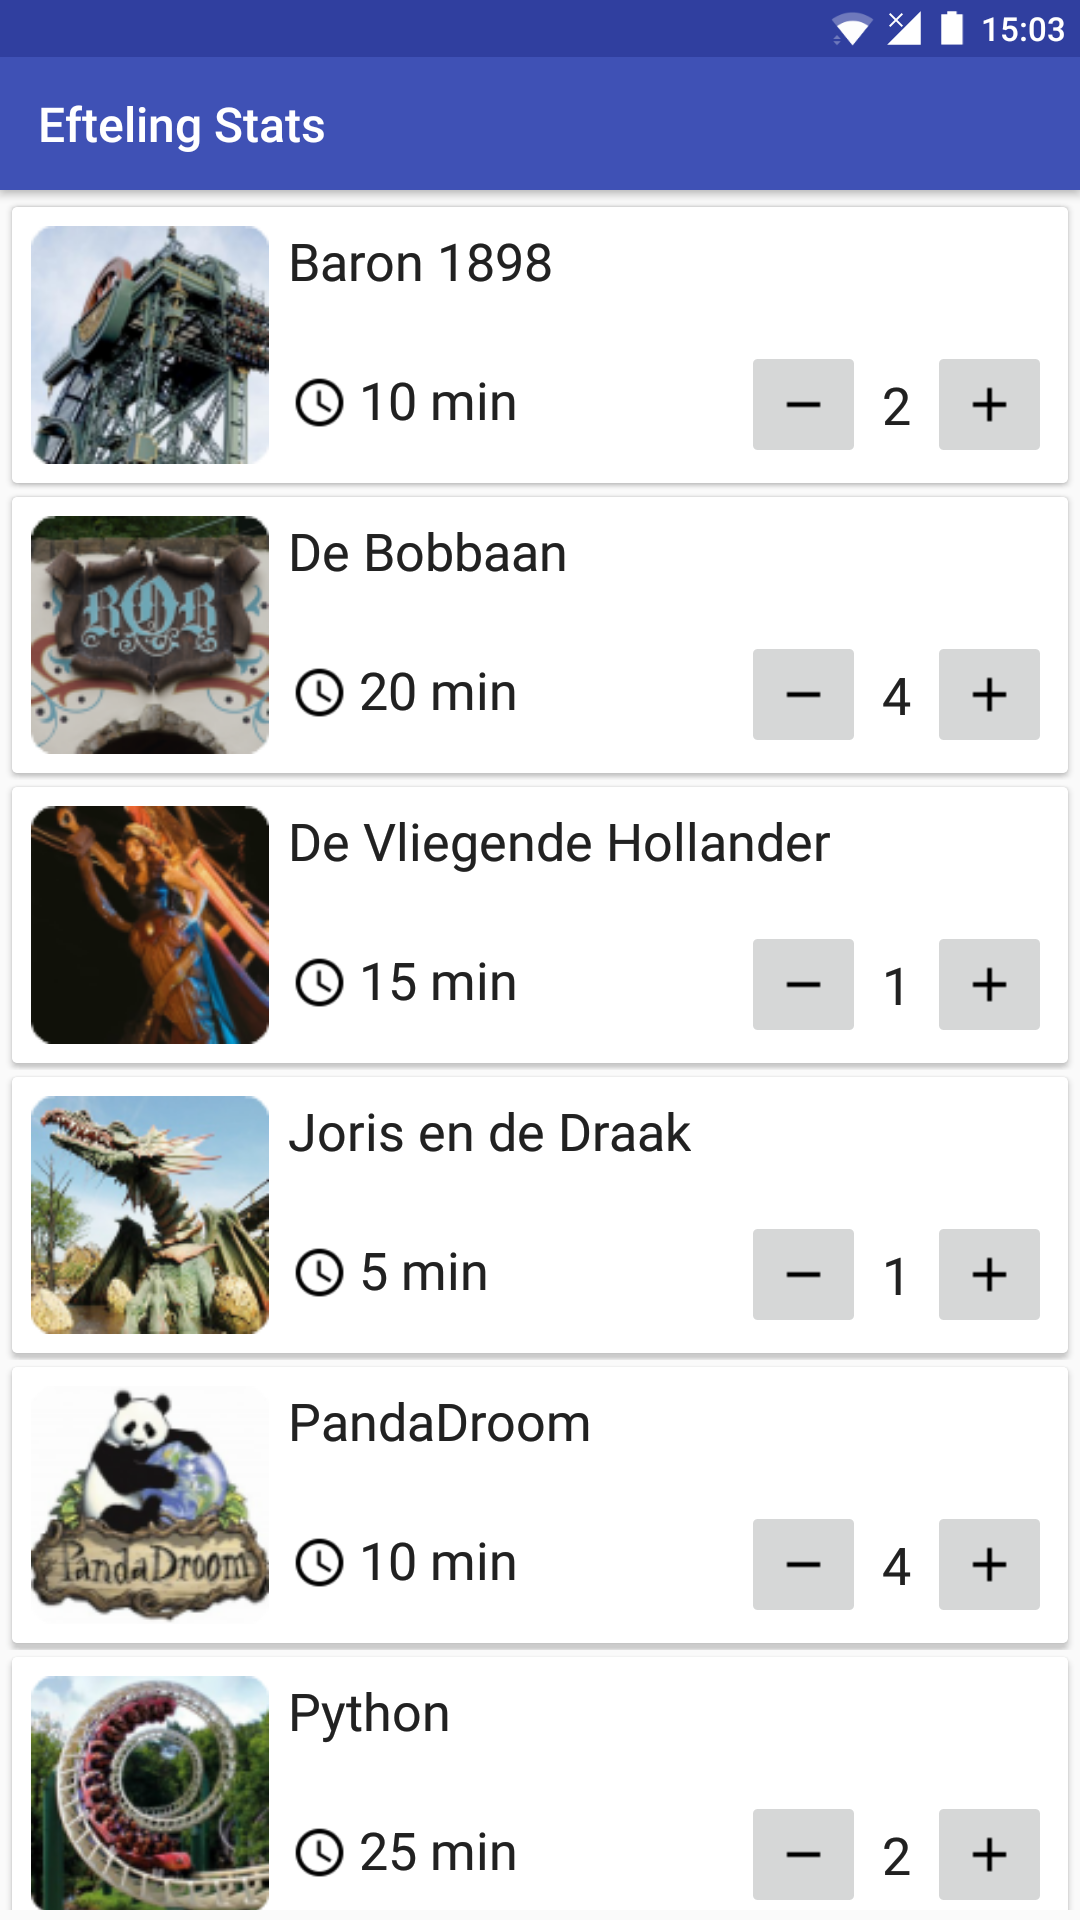 15:03
Efteling Stats
Baron 1898
10 min
2
De Bobbaan
BOB
20 min
4
De Vliegende Hollander
15 min
1
Joris en de Draak
5 min
1
PandaDroom
PandaDroom
10 min
4
Python
25 min
2